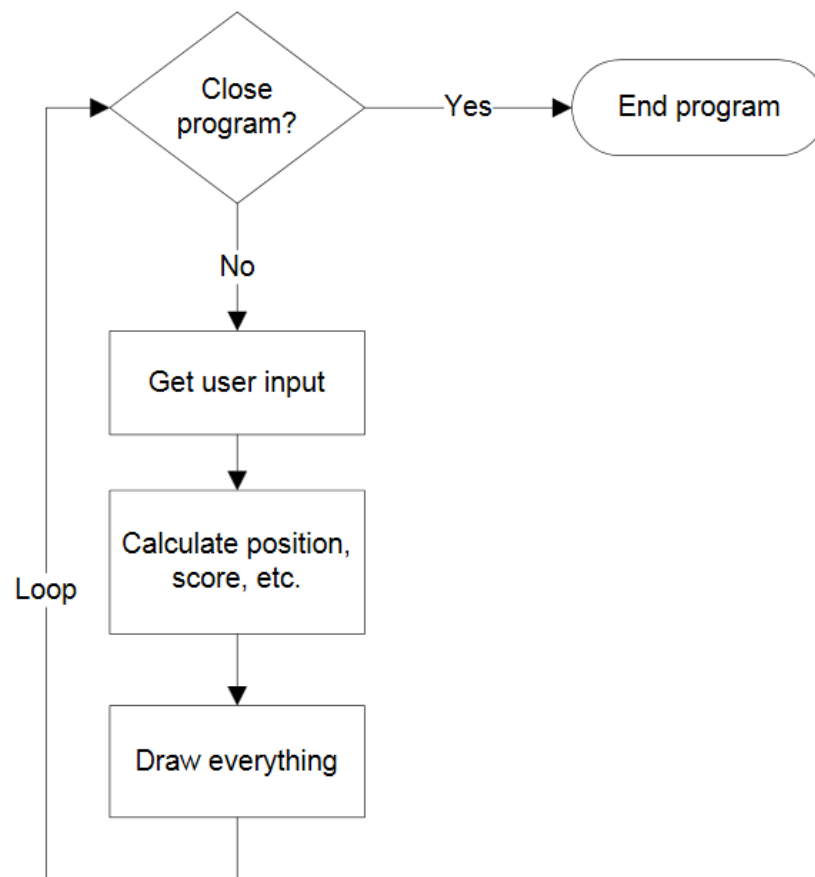 Close
program?
Yes
End program
No
Get user input
Calculate position,
score, etc.
Loop
Draw everything